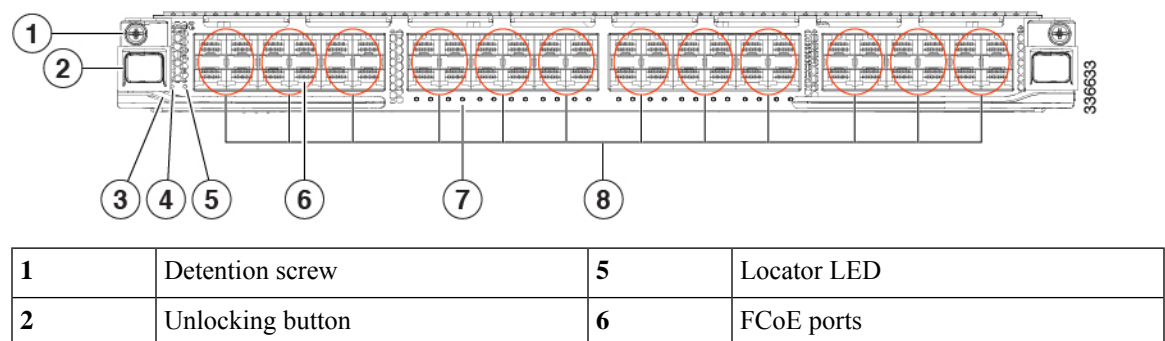 1
2
336633
3 4 5 6 7 8
1 Detention screw 5 Locator LED
2 Unlocking button 6 FCoE ports